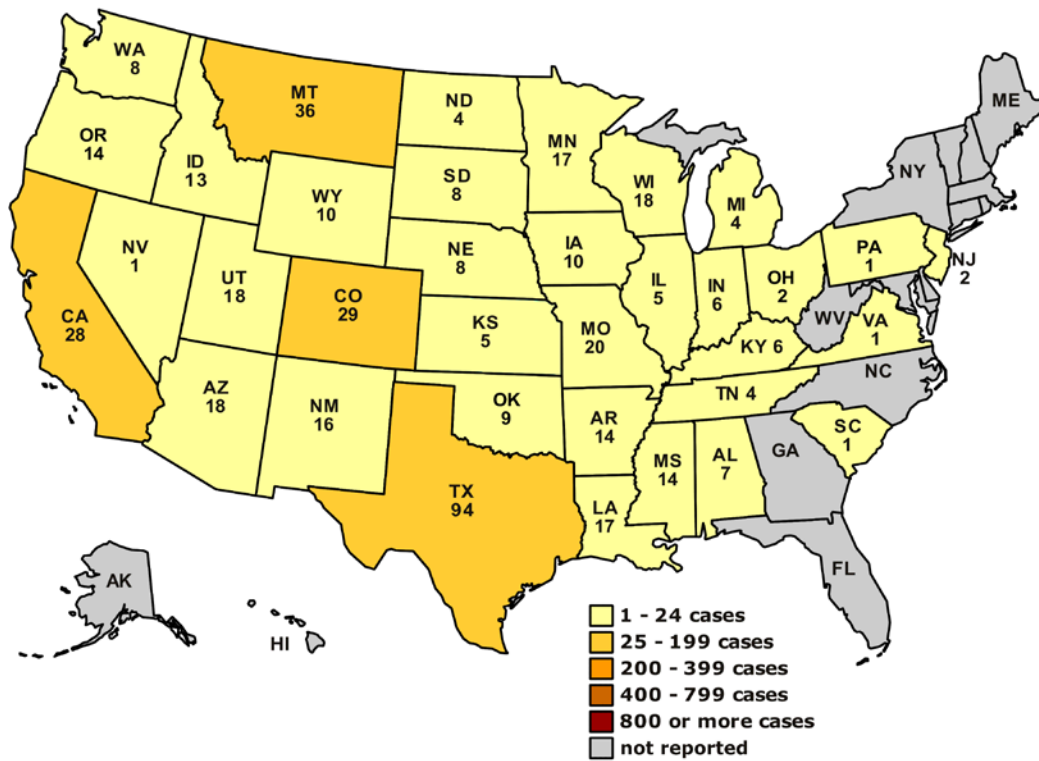 WA
8
MT
36
ND
4
MN
17
ME
OR
14
ID
13
SD
8
WI
18
NY
WY
10
MI
4
NV
1
UT
18
NE
8
IA
10
PA
1
NJ
2
CO
29
IL
5
IN
6
OH
2
CA
28
KS
5
MO
20
WV
VA
1
KY 6
NC
AZ
18
NM
16
OK
9
AR
14
TN 4
SC
1
MS
14
AL
7
GA
TX
94
LA
17
FL
AK
HI
1 - 24 cases
25 - 199 cases
200 - 399 cases
400 - 799 cases
800 or more cases
not reported